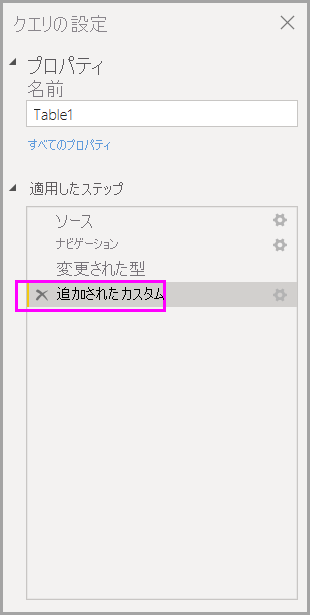 クエリの設定
プロパティ
名前
Table1
すべてのプロパティ
適用したステップ
ソース
ナビゲーション
変更された型
追加されたカスタム